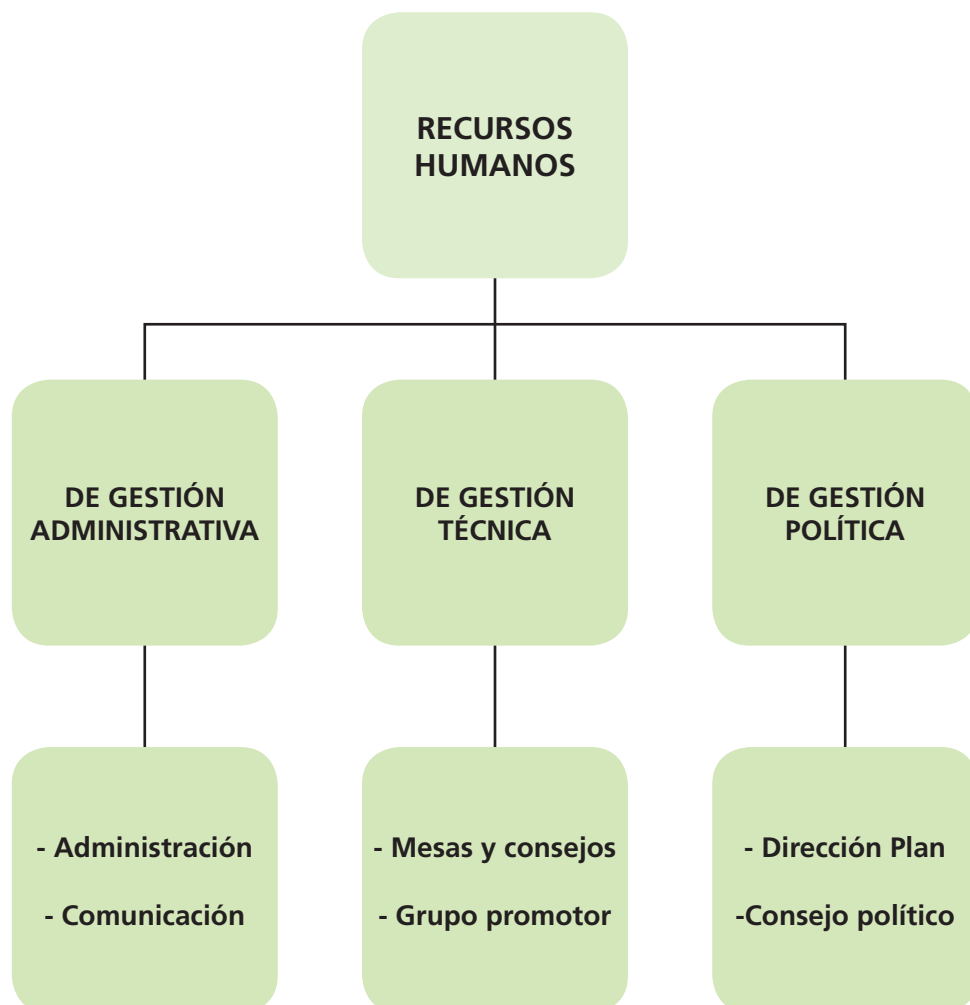 RECURSOS
HUMANOS
DE GESTIÓN
ADMINISTRATIVA
DE GESTIÓN
TÉCNICA
DE GESTIÓN
POLÍTICA
- Administración
- Comunicación
- Mesas y consejos
- Grupo promotor
- Dirección Plan
-Consejo político